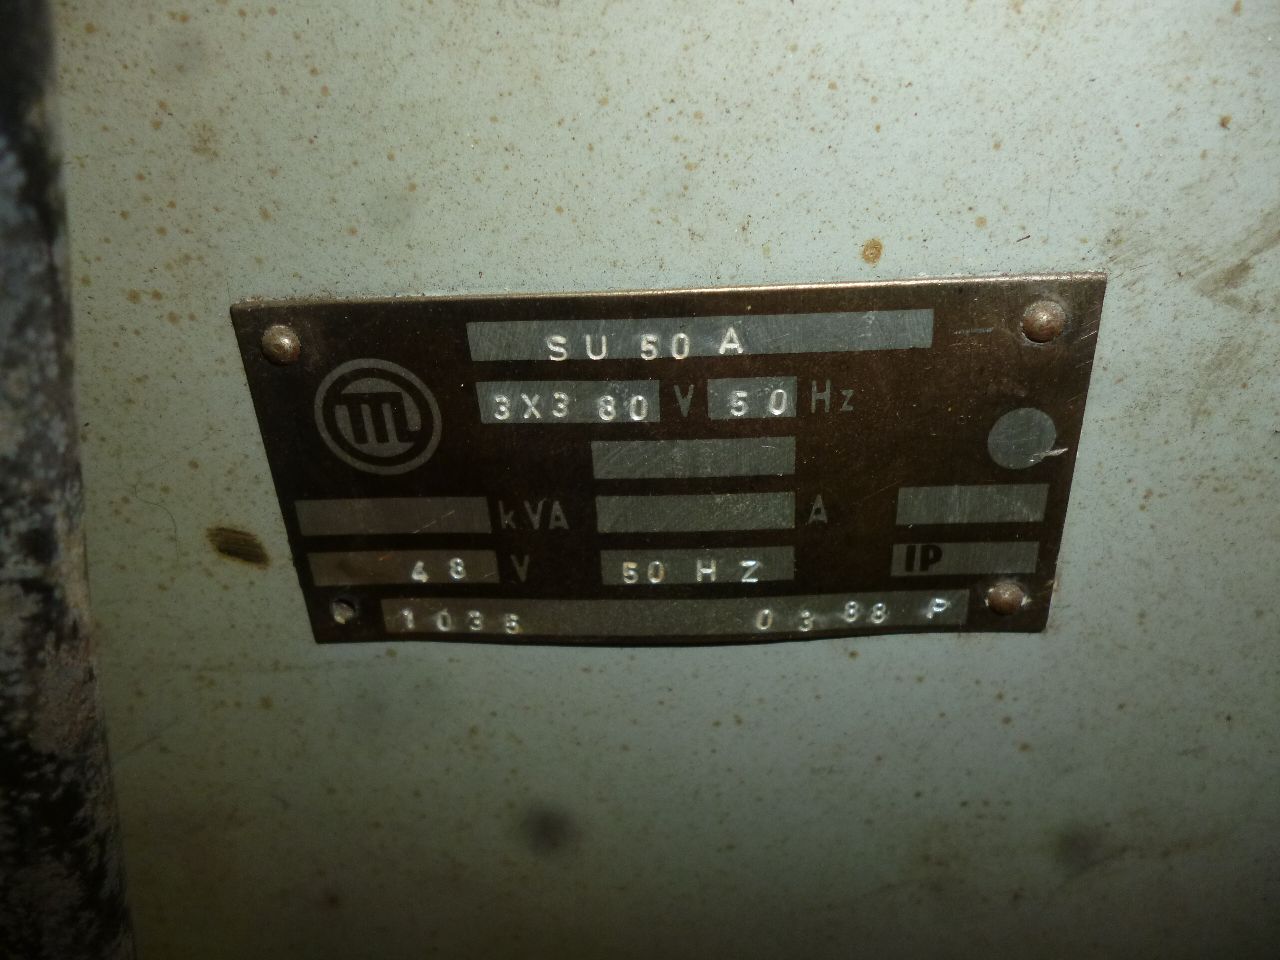 SU 50 A
3X3 80 V 50 Hz
kVA A
48 V 50 HZ IP
1036 03 88 P